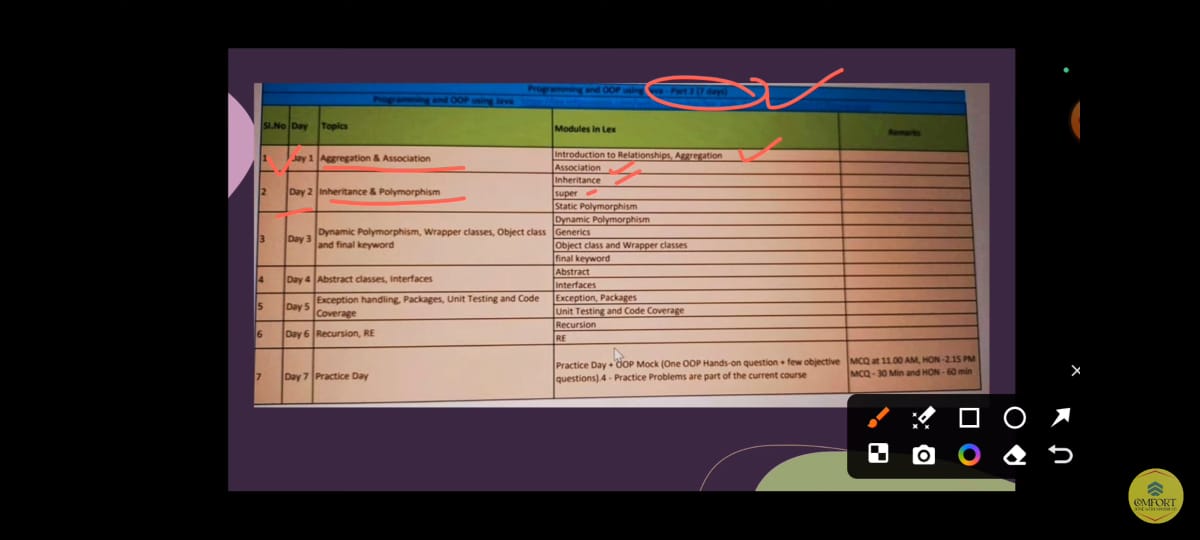 Programming and OOP using Java - Part 2 (7 days)
Programming and OOP using Java
Sl.No Day Topics Modules in Lex Remarks
1 Day 1 Aggregation & Association Introduction to Relationships, Aggregation
Association
2 Day 2 Inheritance & Polymorphism Inheritance
super
Static Polymorphism
3 Day 3 Dynamic Polymorphism, Wrapper classes, Object class and final keyword Dynamic Polymorphism
Generics
Object class and Wrapper classes
final keyword
4 Day 4 Abstract classes, Interfaces Abstract
Interfaces
5 Day 5 Exception handling, Packages, Unit Testing and Code Coverage Exception, Packages
Unit Testing and Code Coverage
6 Day 6 Recursion, RE Recursion
RE
7 Day 7 Practice Day Practice Day + OOP Mock (One OOP Hands-on question + few objective MCQ at 11.00 AM, HON -2.15 PM
questions).4 - Practice Problems are part of the current course MCQ - 30 Min and HON - 60 min
COMFORT